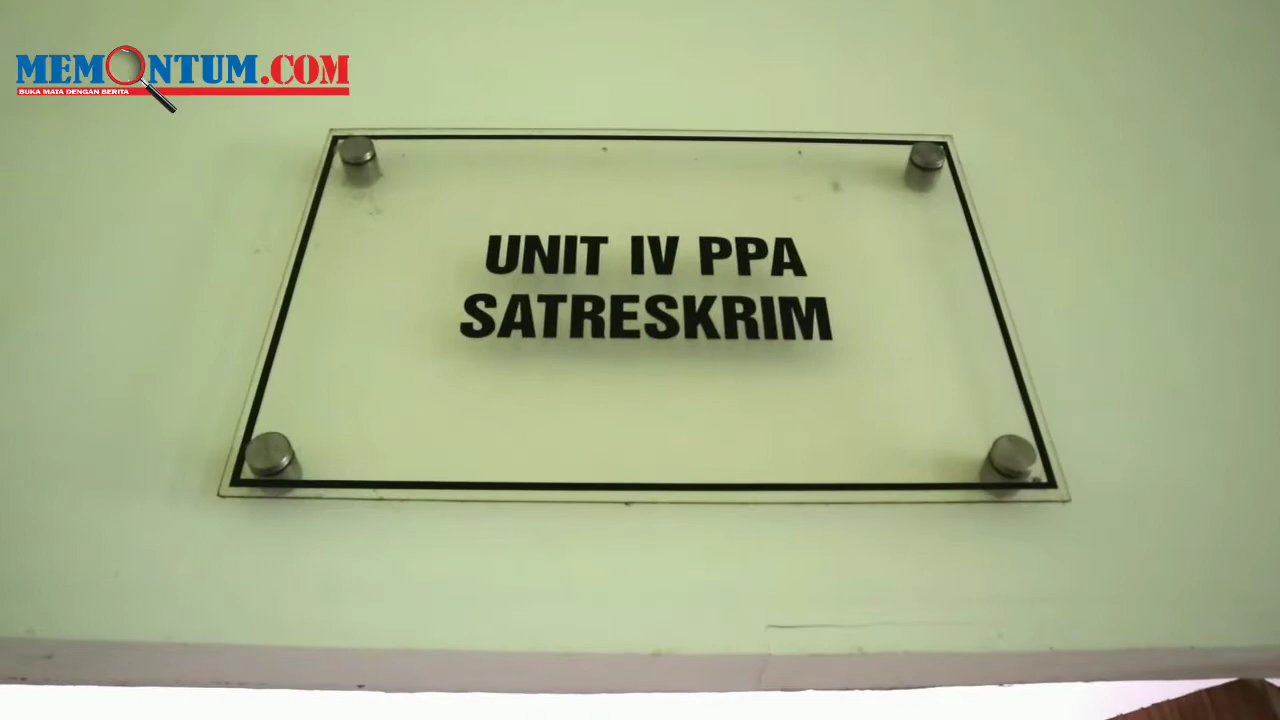 MEMONTUM.COM
BUKA MATA DENGAN BERITA
UNIT IV PPA
SATRESKRIM